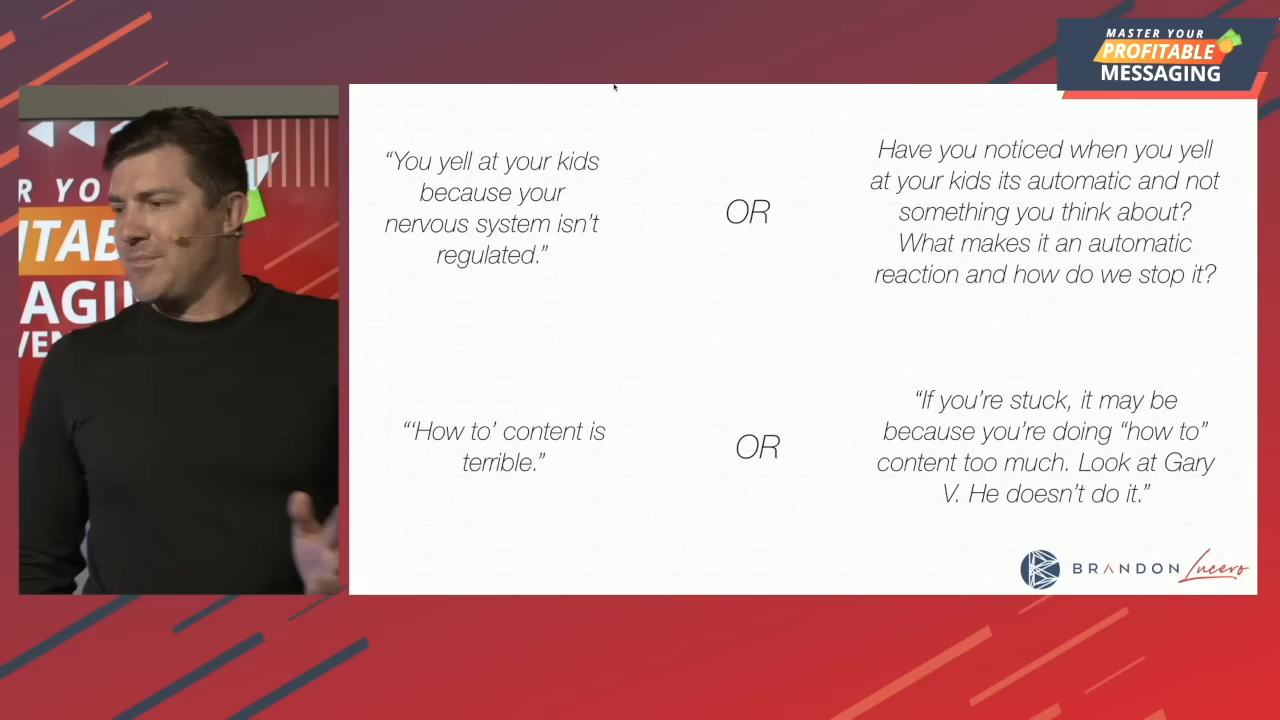 MASTER YOUR
PROFITABLE
MESSAGING
R YO
ITAB
AGI
VEN
“You yell at your kids
because your
nervous system isn’t
regulated.”
OR
Have you noticed when you yell
at your kids its automatic and not
something you think about?
What makes it an automatic
reaction and how do we stop it?
“‘How to’ content is
terrible.”
OR
“If you’re stuck, it may be
because you’re doing “how to”
content too much. Look at Gary
V. He doesn’t do it.”
BRANDON Lucero